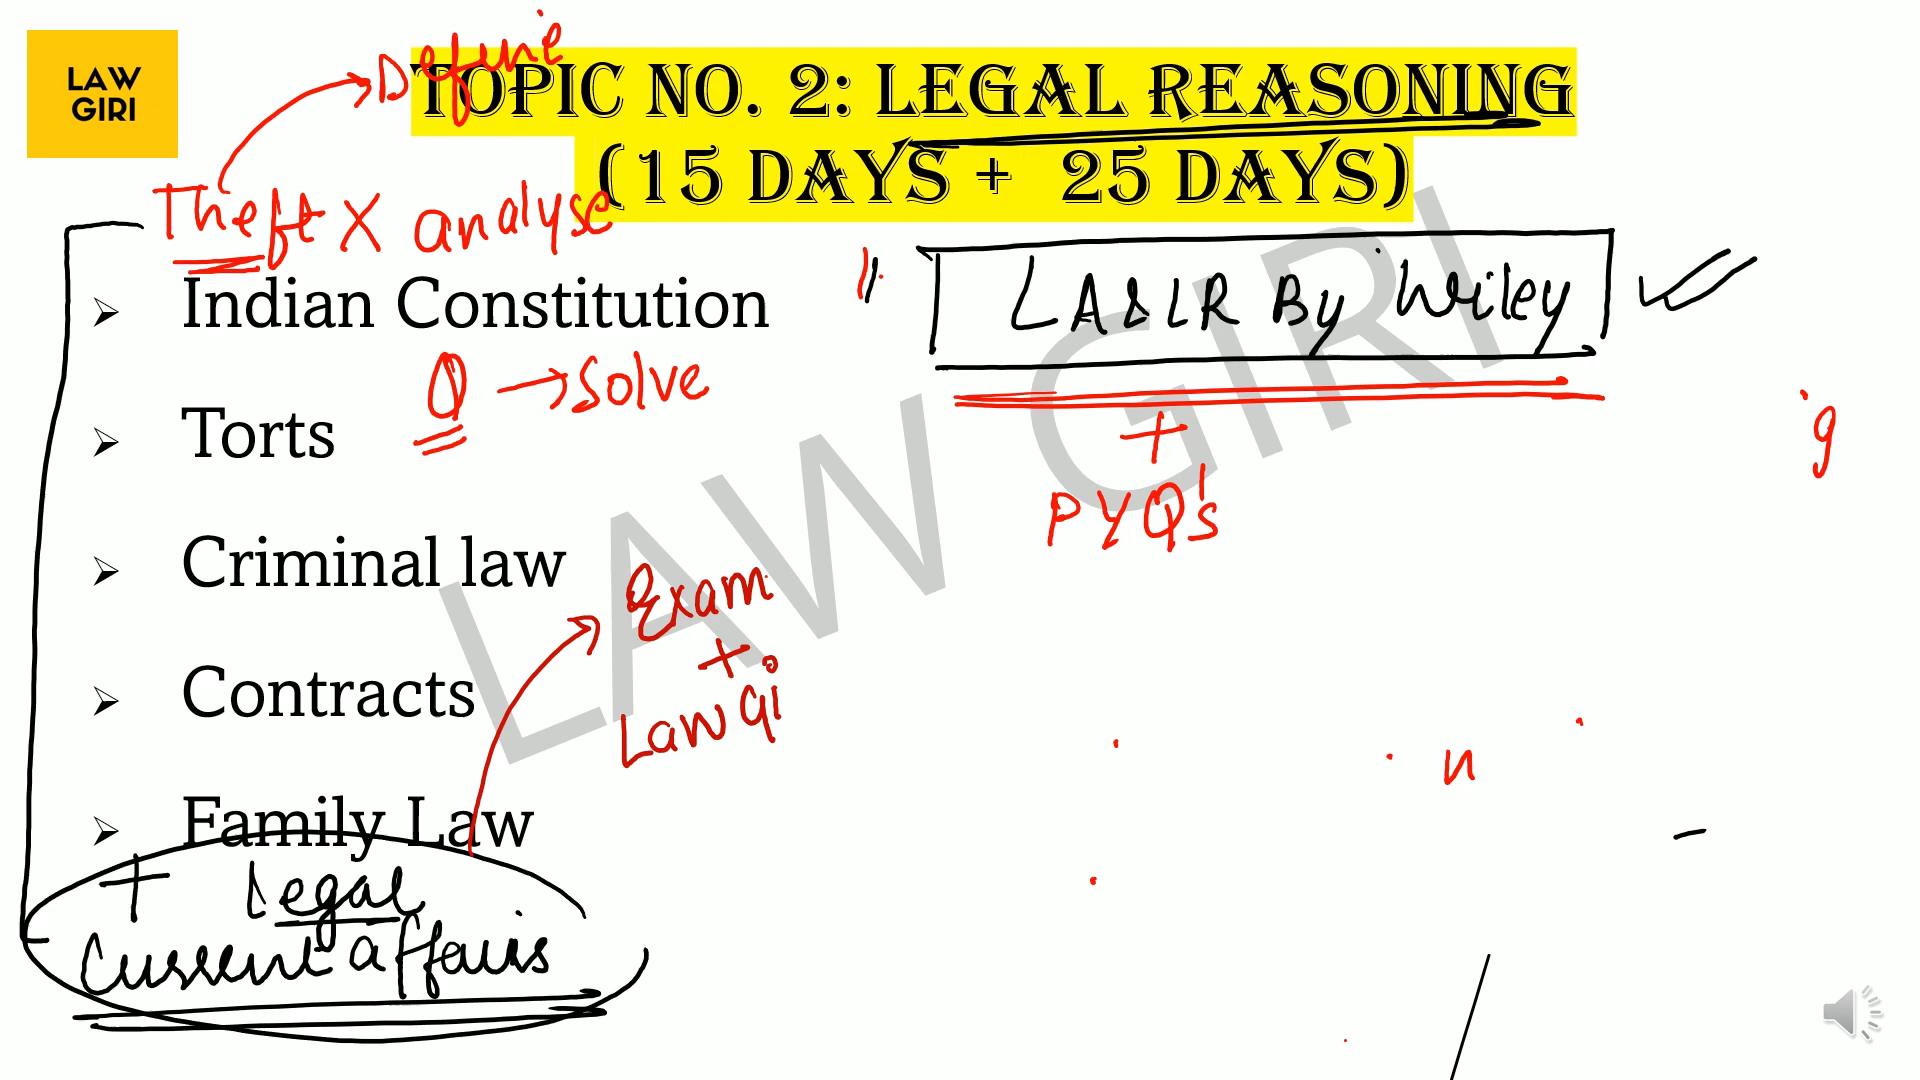 LAW
GIRI
Define
TOPIC NO. 2: LEGAL REASONING
(15 DAYS + 25 DAYS)
Theft X analyse
Indian Constitution
LA & LR By Wiley
Q → Solve
Torts
+
PYQ's
Criminal law
Exam
+
Law Gi
Contracts
Family Law
+ Legal
Current affairs
LAW GIRI
g
n